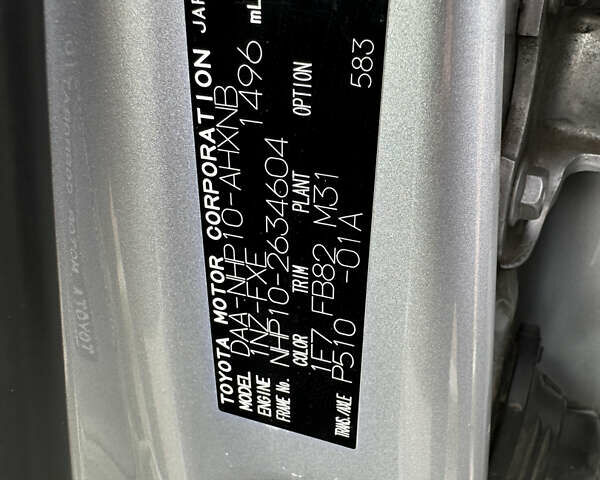 TOYOTA MOTOR CORPORATION JAP
MODEL DAA-NHP10-AHXNB
ENGINE 1NZ-FXE 1496 mL
FRAME No. NHP10-2634604
COLOR TRIM PLANT OPTION
1F7 FB82 M31 583
TRANS./AXLE P510 -01A